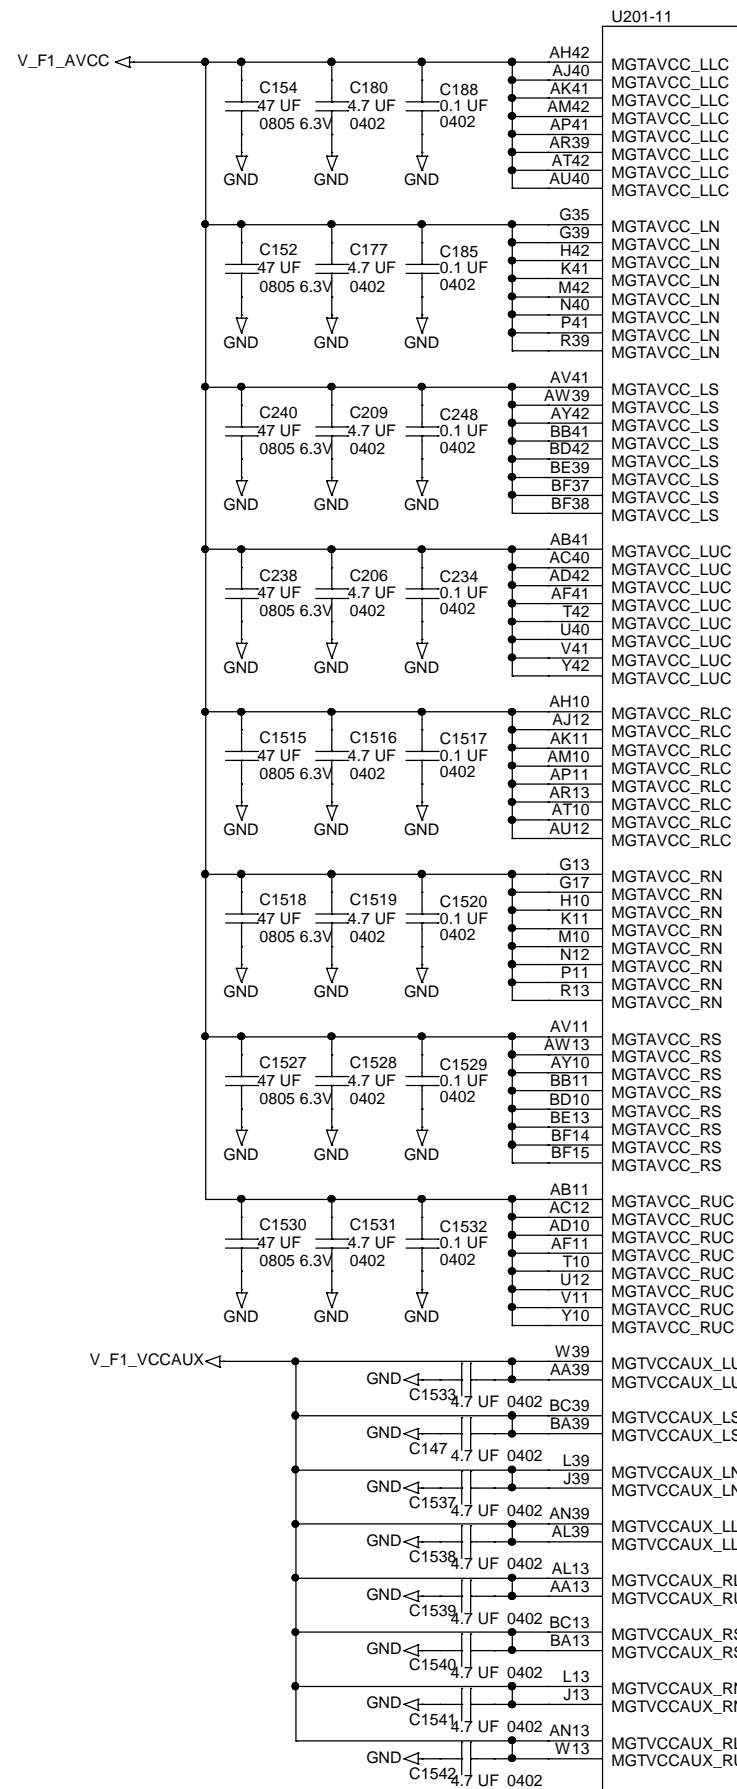 U201-11
V_F1_AVCC
C154
47 UF
0805 6.3V
GND
C180
4.7 UF
0402
GND
C188
0.1 UF
0402
GND
AH42 MGTAVCC_LLC
AJ40 MGTAVCC_LLC
AK41 MGTAVCC_LLC
AM42 MGTAVCC_LLC
AP41 MGTAVCC_LLC
AR39 MGTAVCC_LLC
AT42 MGTAVCC_LLC
AU40 MGTAVCC_LLC
C152
47 UF
0805 6.3V
GND
C177
4.7 UF
0402
GND
C185
0.1 UF
0402
GND
G35 MGTAVCC_LN
G39 MGTAVCC_LN
H42 MGTAVCC_LN
K41 MGTAVCC_LN
M42 MGTAVCC_LN
N40 MGTAVCC_LN
P41 MGTAVCC_LN
R39 MGTAVCC_LN
C240
47 UF
0805 6.3V
GND
C209
4.7 UF
0402
GND
C248
0.1 UF
0402
GND
AV41 MGTAVCC_LS
AW39 MGTAVCC_LS
AY42 MGTAVCC_LS
BB41 MGTAVCC_LS
BD42 MGTAVCC_LS
BE39 MGTAVCC_LS
BF37 MGTAVCC_LS
BF38 MGTAVCC_LS
C238
47 UF
0805 6.3V
GND
C206
4.7 UF
0402
GND
C234
0.1 UF
0402
GND
AB41 MGTAVCC_LUC
AC40 MGTAVCC_LUC
AD42 MGTAVCC_LUC
AF41 MGTAVCC_LUC
T42 MGTAVCC_LUC
U40 MGTAVCC_LUC
V41 MGTAVCC_LUC
Y42 MGTAVCC_LUC
C1515
47 UF
0805 6.3V
GND
C1516
4.7 UF
0402
GND
C1517
0.1 UF
0402
GND
AH10 MGTAVCC_RLC
AJ12 MGTAVCC_RLC
AK11 MGTAVCC_RLC
AM10 MGTAVCC_RLC
AP11 MGTAVCC_RLC
AR13 MGTAVCC_RLC
AT10 MGTAVCC_RLC
AU12 MGTAVCC_RLC
C1518
47 UF
0805 6.3V
GND
C1519
4.7 UF
0402
GND
C1520
0.1 UF
0402
GND
G13 MGTAVCC_RN
G17 MGTAVCC_RN
H10 MGTAVCC_RN
K11 MGTAVCC_RN
M10 MGTAVCC_RN
N12 MGTAVCC_RN
P11 MGTAVCC_RN
R13 MGTAVCC_RN
C1527
47 UF
0805 6.3V
GND
C1528
4.7 UF
0402
GND
C1529
0.1 UF
0402
GND
AV11 MGTAVCC_RS
AW13 MGTAVCC_RS
AY10 MGTAVCC_RS
BB11 MGTAVCC_RS
BD10 MGTAVCC_RS
BE13 MGTAVCC_RS
BF14 MGTAVCC_RS
BF15 MGTAVCC_RS
C1530
47 UF
0805 6.3V
GND
C1531
4.7 UF
0402
GND
C1532
0.1 UF
0402
GND
AB11 MGTAVCC_RUC
AC12 MGTAVCC_RUC
AD10 MGTAVCC_RUC
AF11 MGTAVCC_RUC
T10 MGTAVCC_RUC
U12 MGTAVCC_RUC
V11 MGTAVCC_RUC
Y10 MGTAVCC_RUC
V_F1_VCCAUX
W39 MGTVCCAUX_LU
GND AA39 MGTVCCAUX_LU
C1533 4.7 UF 0402
BC39 MGTVCCAUX_LS
GND BA39 MGTVCCAUX_LS
C147 4.7 UF 0402
L39 MGTVCCAUX_LN
GND J39 MGTVCCAUX_LN
C1537 4.7 UF 0402
AN39 MGTVCCAUX_LL
GND AL39 MGTVCCAUX_LL
C1538 4.7 UF 0402
AL13 MGTVCCAUX_RL
GND AA13 MGTVCCAUX_RU
C1539 4.7 UF 0402
BC13 MGTVCCAUX_RS
GND BA13 MGTVCCAUX_RS
C1540 4.7 UF 0402
L13 MGTVCCAUX_RN
GND J13 MGTVCCAUX_RN
C1541 4.7 UF 0402
AN13 MGTVCCAUX_RL
GND W13 MGTVCCAUX_RU
C1542 4.7 UF 0402